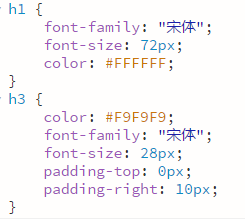 h1 {
    font-family: "宋体";
    font-size: 72px;
    color: #FFFFFF;
}
h3 {
    color: #F9F9F9;
    font-family: "宋体";
    font-size: 28px;
    padding-top: 0px;
    padding-right: 10px;
}